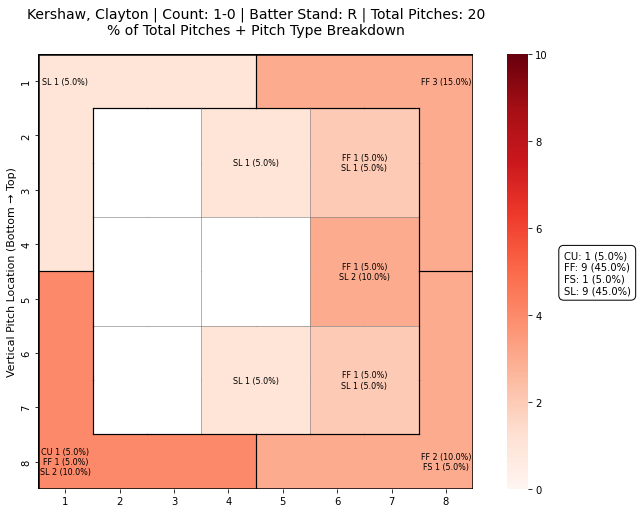 Kershaw, Clayton | Count: 1-0 | Batter Stand: R | Total Pitches: 20
% of Total Pitches + Pitch Type Breakdown
SL 1 (5.0%)
FF 3 (15.0%)
SL 1 (5.0%)
FF 1 (5.0%)
SL 1 (5.0%)
FF 1 (5.0%)
SL 2 (10.0%)
SL 1 (5.0%)
FF 1 (5.0%)
SL 1 (5.0%)
CU 1 (5.0%)
FF 1 (5.0%)
SL 2 (10.0%)
FF 2 (10.0%)
FS 1 (5.0%)
Vertical Pitch Location (Bottom → Top)
1
2
3
4
5
6
7
8
1
2
3
4
5
6
7
8
10
8
6
4
2
0
CU: 1 (5.0%)
FF: 9 (45.0%)
FS: 1 (5.0%)
SL: 9 (45.0%)